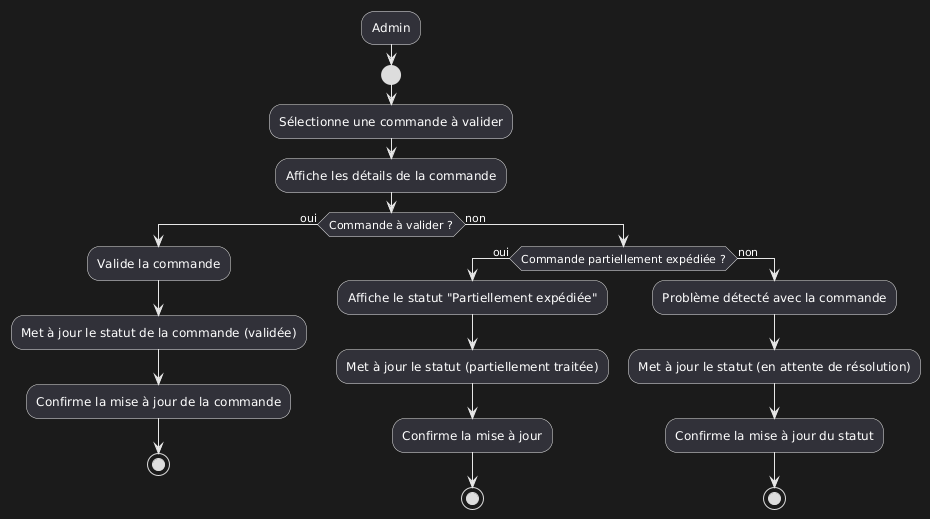 Admin
Sélectionne une commande à valider
Affiche les détails de la commande
oui
Commande à valider ?
non
Valide la commande
Met à jour le statut de la commande (validée)
Confirme la mise à jour de la commande
oui
Commande partiellement expédiée ?
non
Affiche le statut "Partiellement expédiée"
Met à jour le statut (partiellement traitée)
Confirme la mise à jour
Problème détecté avec la commande
Met à jour le statut (en attente de résolution)
Confirme la mise à jour du statut